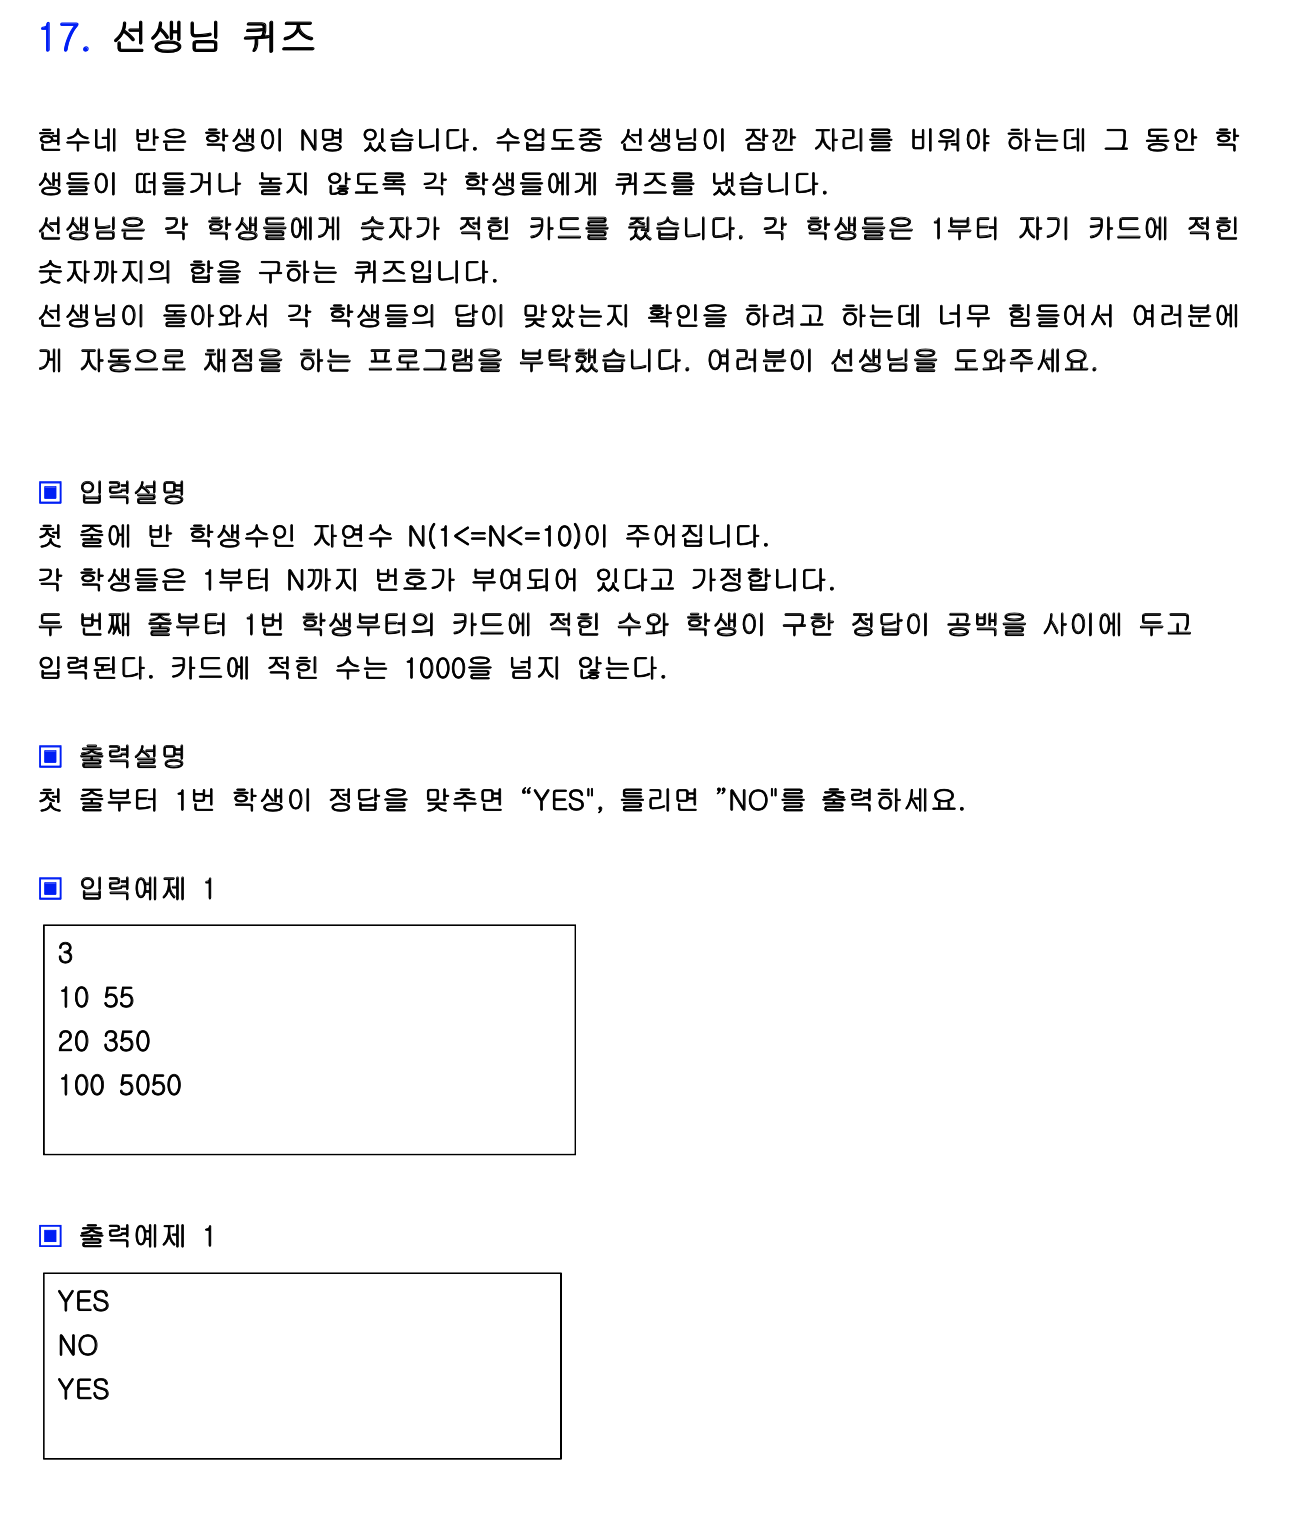 17. 선생님 퀴즈
현수네 반은 학생이 N명 있습니다. 수업도중 선생님이 잠깐 자리를 비워야 하는데 그 동안 학
생들이 떠들거나 놀지 않도록 각 학생들에게 퀴즈를 냈습니다.
선생님은 각 학생들에게 숫자가 적힌 카드를 줬습니다. 각 학생들은 1부터 자기 카드에 적힌
숫자까지의 합을 구하는 퀴즈입니다.
선생님이 돌아와서 각 학생들의 답이 맞았는지 확인을 하려고 하는데 너무 힘들어서 여러분에
게 자동으로 채점을 하는 프로그램을 부탁했습니다. 여러분이 선생님을 도와주세요.
▣ 입력설명
첫 줄에 반 학생수인 자연수 N(1<=N<=10)이 주어집니다.
각 학생들은 1부터 N까지 번호가 부여되어 있다고 가정합니다.
두 번째 줄부터 1번 학생부터의 카드에 적힌 수와 학생이 구한 정답이 공백을 사이에 두고
입력된다. 카드에 적힌 수는 1000을 넘지 않는다.
▣ 출력설명
첫 줄부터 1번 학생이 정답을 맞추면 “YES", 틀리면 ”NO"를 출력하세요.
▣ 입력예제 1
3
10 55
20 350
100 5050
▣ 출력예제 1
YES
NO
YES